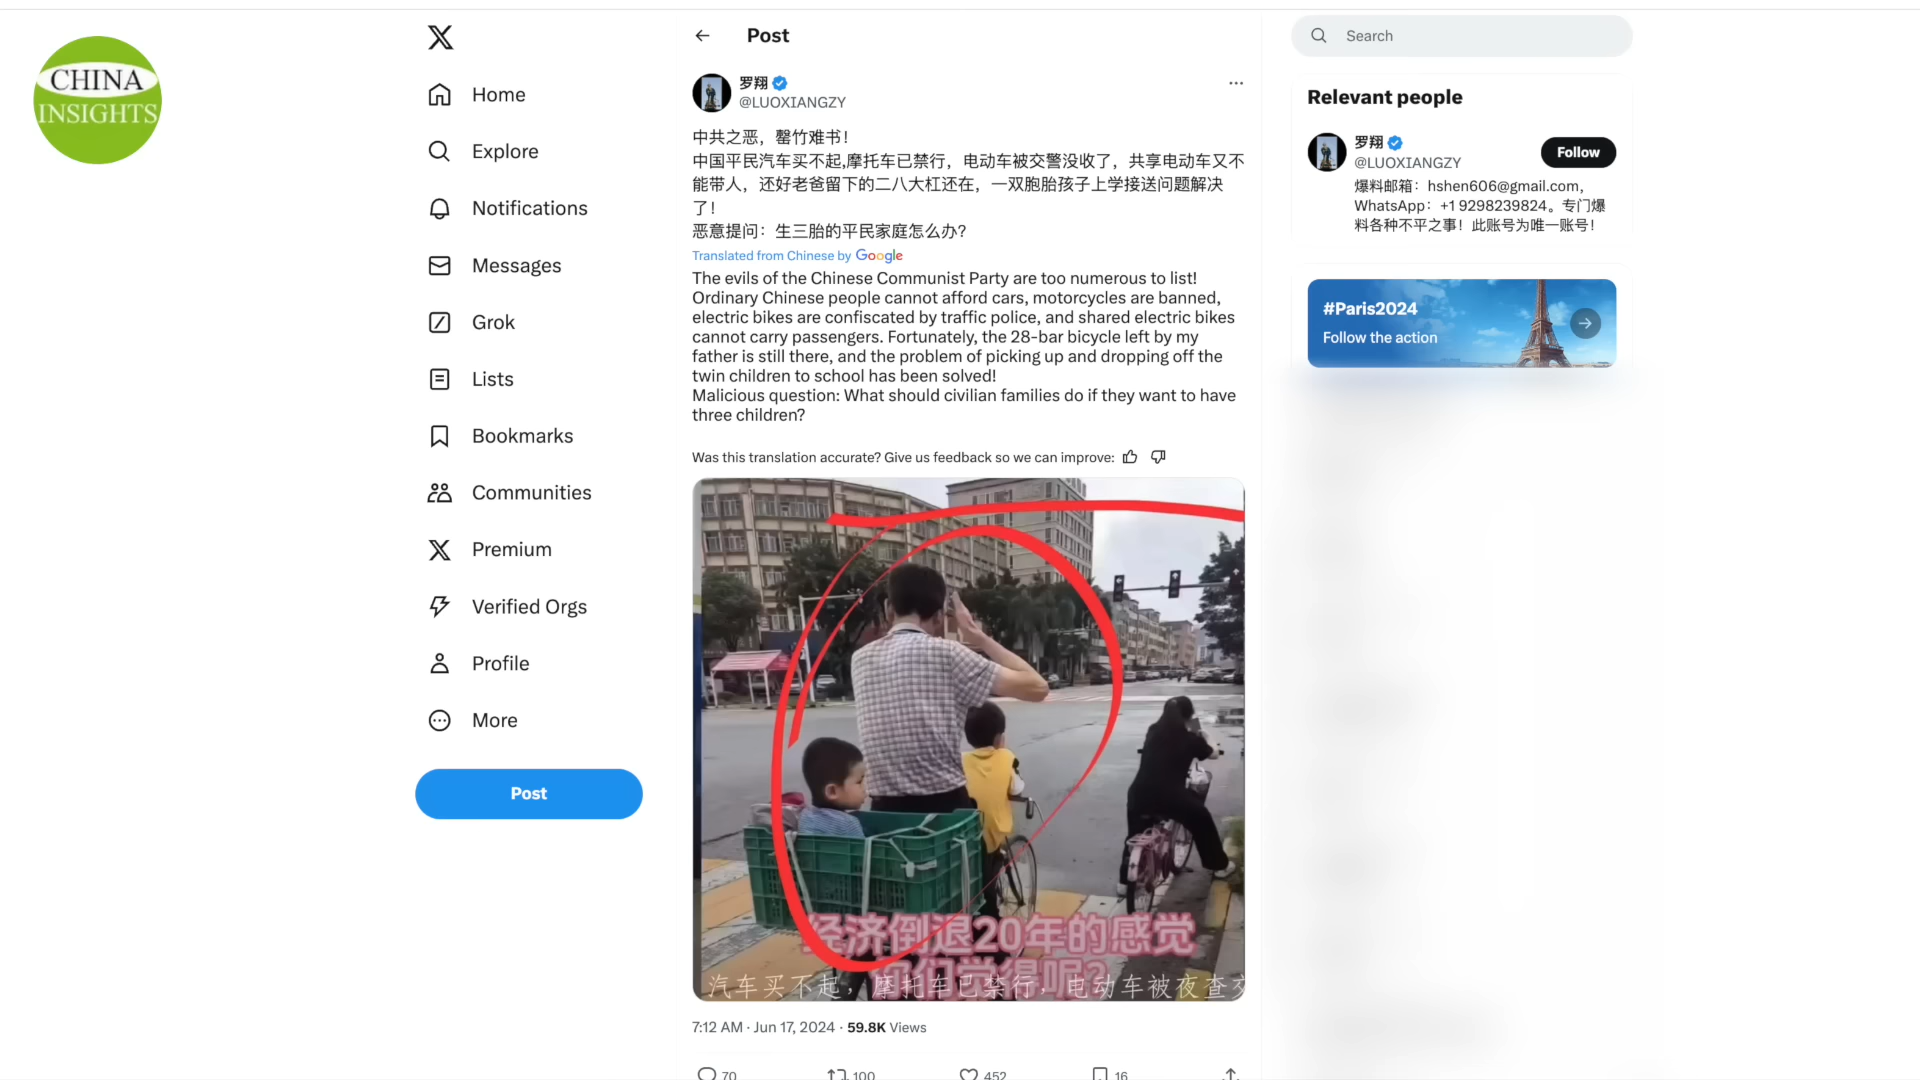 CHINA
INSIGHTS
Home
Explore
Notifications
Messages
Grok
Lists
Bookmarks
Communities
Premium
Verified Orgs
Profile
More
Post
Post
罗翔
@LUOXIANGZY
中共之恶，罄竹难书！
中国平民汽车买不起,摩托车已禁行，电动车被交警没收了，共享电动车又不
能带人，还好老爸留下的二八大杠还在，一双胞胎孩子上学接送问题解决
了！
恶意提问：生三胎的平民家庭怎么办?
Translated from Chinese by Google
The evils of the Chinese Communist Party are too numerous to list!
Ordinary Chinese people cannot afford cars, motorcycles are banned,
electric bikes are confiscated by traffic police, and shared electric bikes
cannot carry passengers. Fortunately, the 28-bar bicycle left by my
father is still there, and the problem of picking up and dropping off the
twin children to school has been solved!
Malicious question: What should civilian families do if they want to have
three children?
Was this translation accurate? Give us feedback so we can improve:
经济倒退20年的感觉
你们觉得呢?
汽车买不起，摩托车已禁行，电动车被夜查交
7:12 AM · Jun 17, 2024 · 59.8K Views
70 100 452 16
Search
Relevant people
罗翔
@LUOXIANGZY
Follow
爆料邮箱：hshen606@gmail.com，
WhatsApp：+1 9298239824。专门爆
料各种不平之事！此账号为唯一账号！
#Paris2024
Follow the action